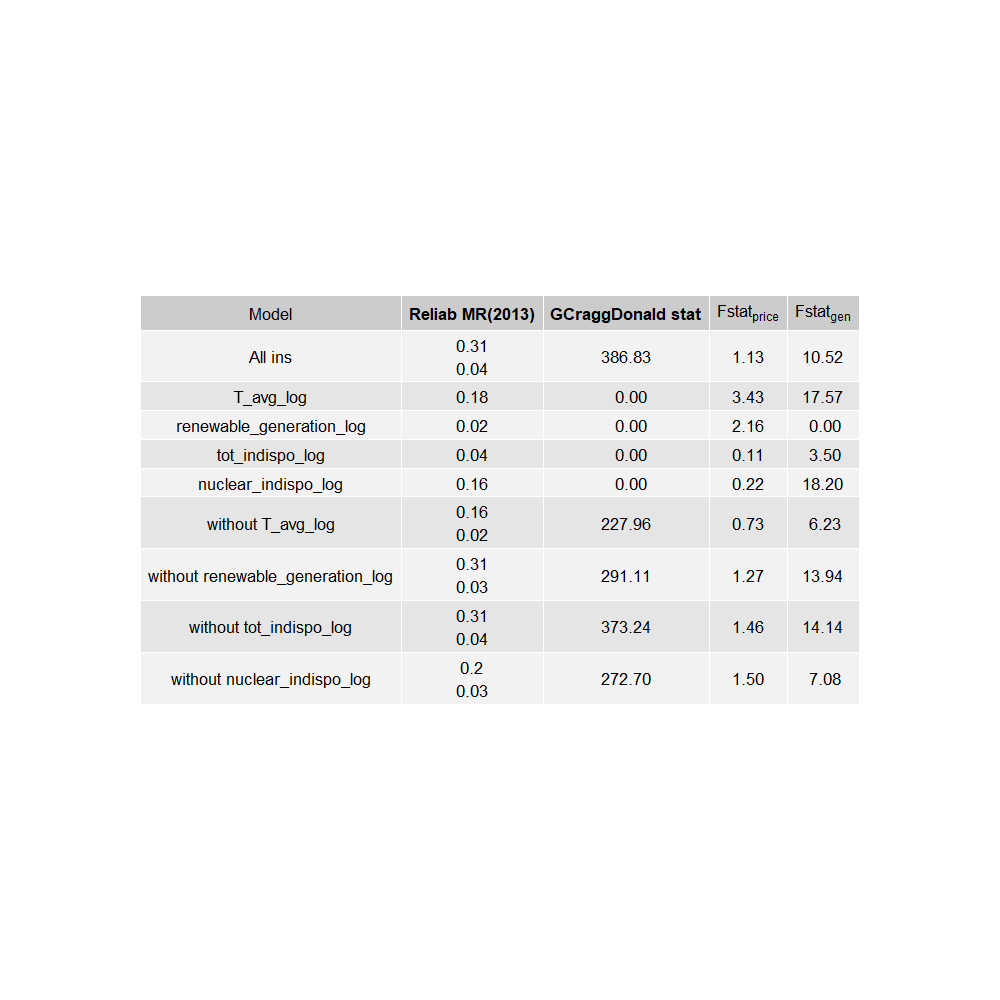 Model Reliab MR(2013) GCraggDonald stat Fstatprice Fstatgen
All ins 0.31 0.04 386.83 1.13 10.52
T_avg_log 0.18 0.00 3.43 17.57
renewable_generation_log 0.02 0.00 2.16 0.00
tot_indispo_log 0.04 0.00 0.11 3.50
nuclear_indispo_log 0.16 0.00 0.22 18.20
without T_avg_log 0.16 0.02 227.96 0.73 6.23
without renewable_generation_log 0.31 0.03 291.11 1.27 13.94
without tot_indispo_log 0.31 0.04 373.24 1.46 14.14
without nuclear_indispo_log 0.2 0.03 272.70 1.50 7.08